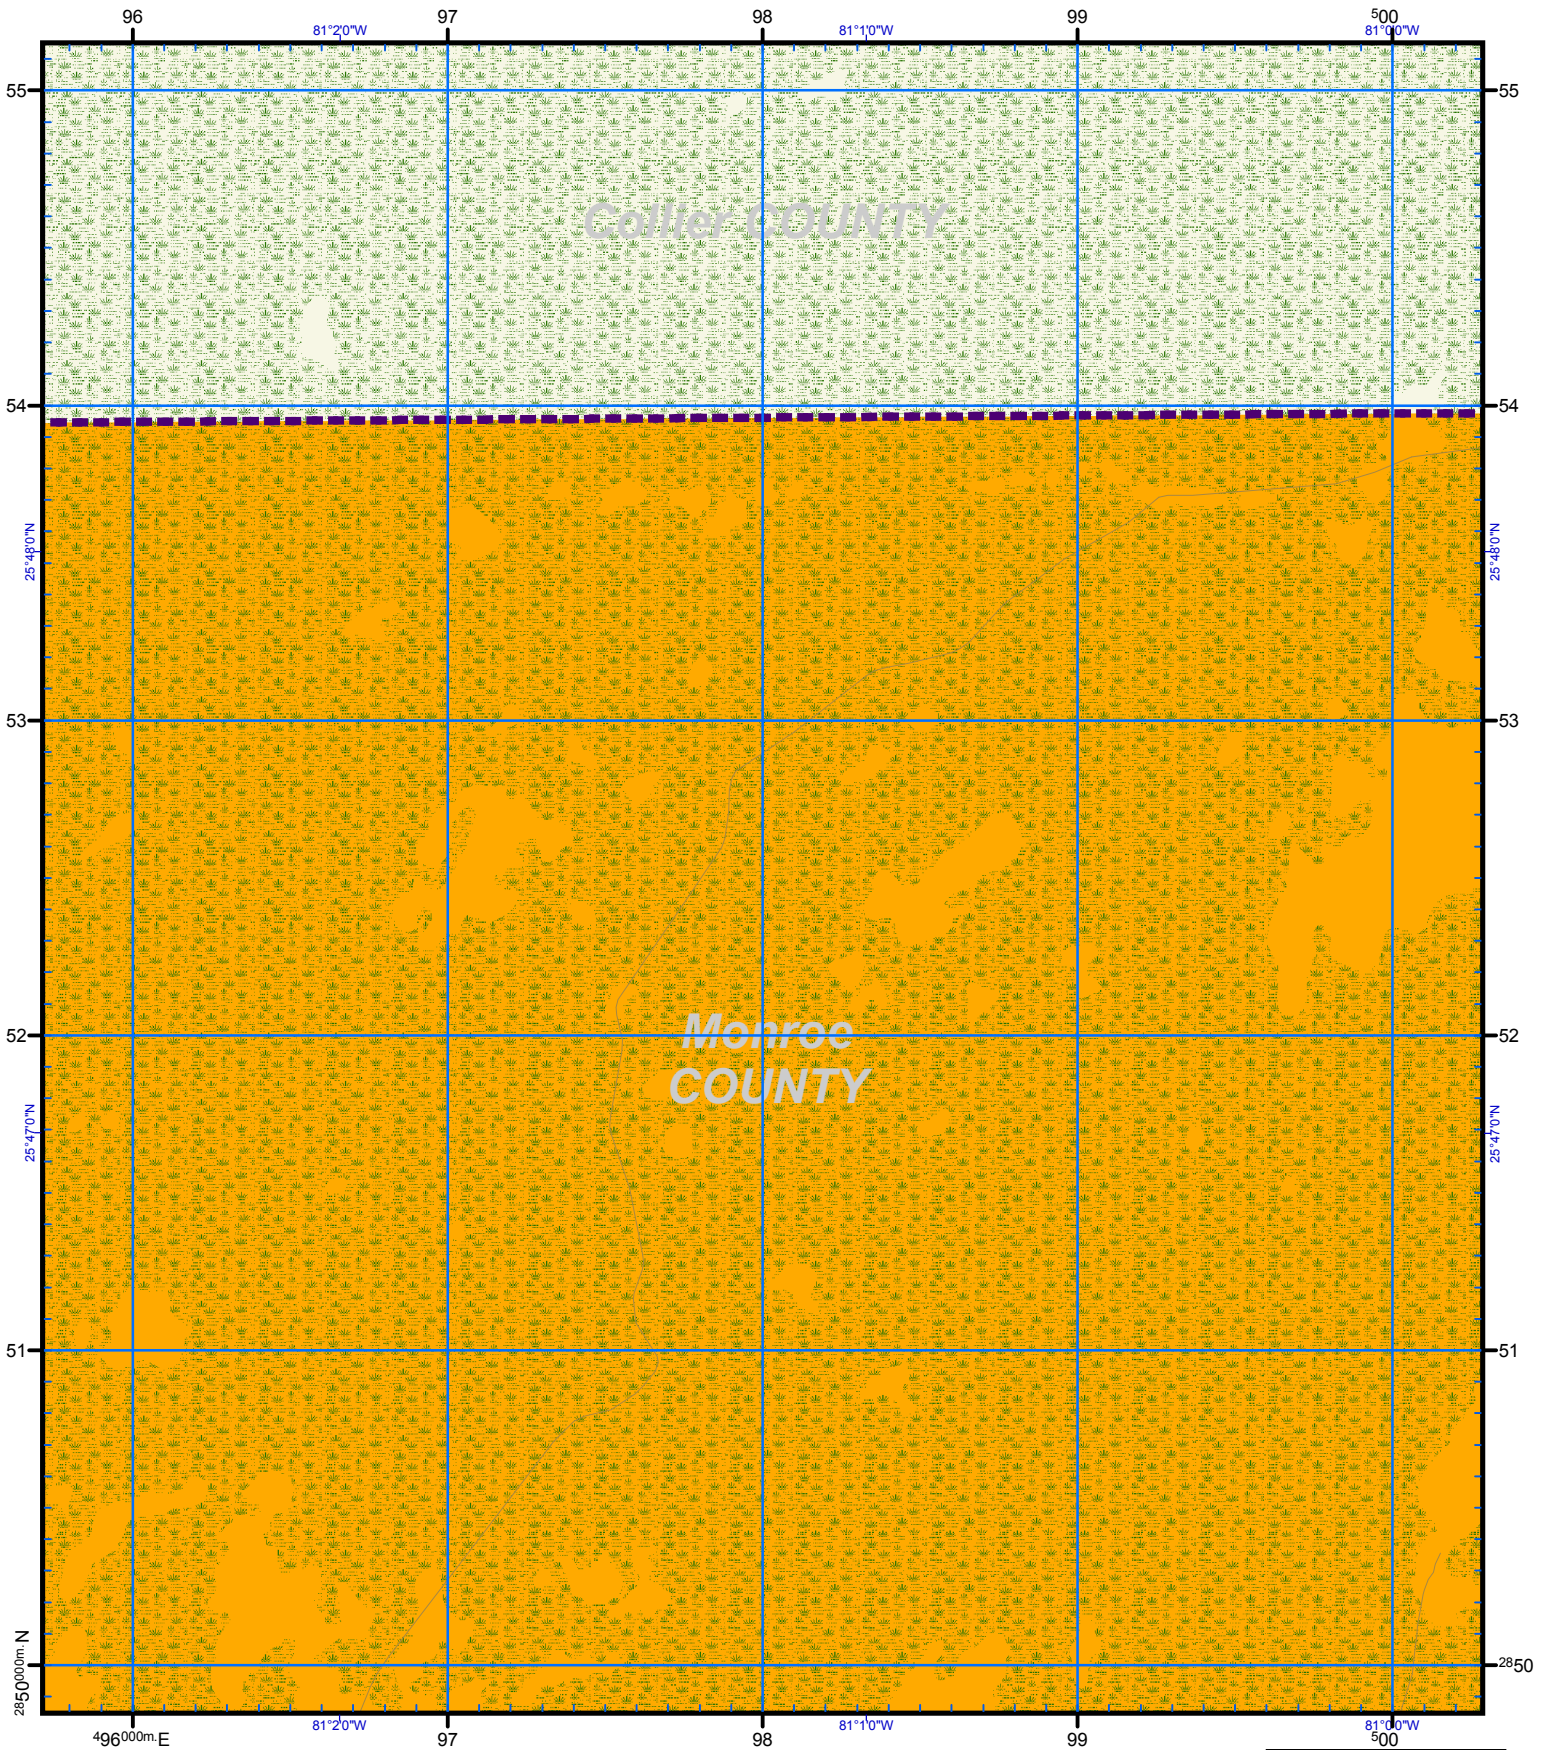 96 97 98 99 ⁵00
81°2'0"W 81°1'0"W 81°0'0"W
55 55
Collier COUNTY
54 54
25°48'0"N 25°48'0"N
53 53
Monroe
52 52
COUNTY
25°47'0"N 25°47'0"N
51 51
²⁸50⁰⁰⁰ᵐ· N ²⁸50
81°2'0"W 81°1'0"W 81°0'0"W
⁴96⁰⁰⁰ᵐ· E 97 98 99 ⁵00